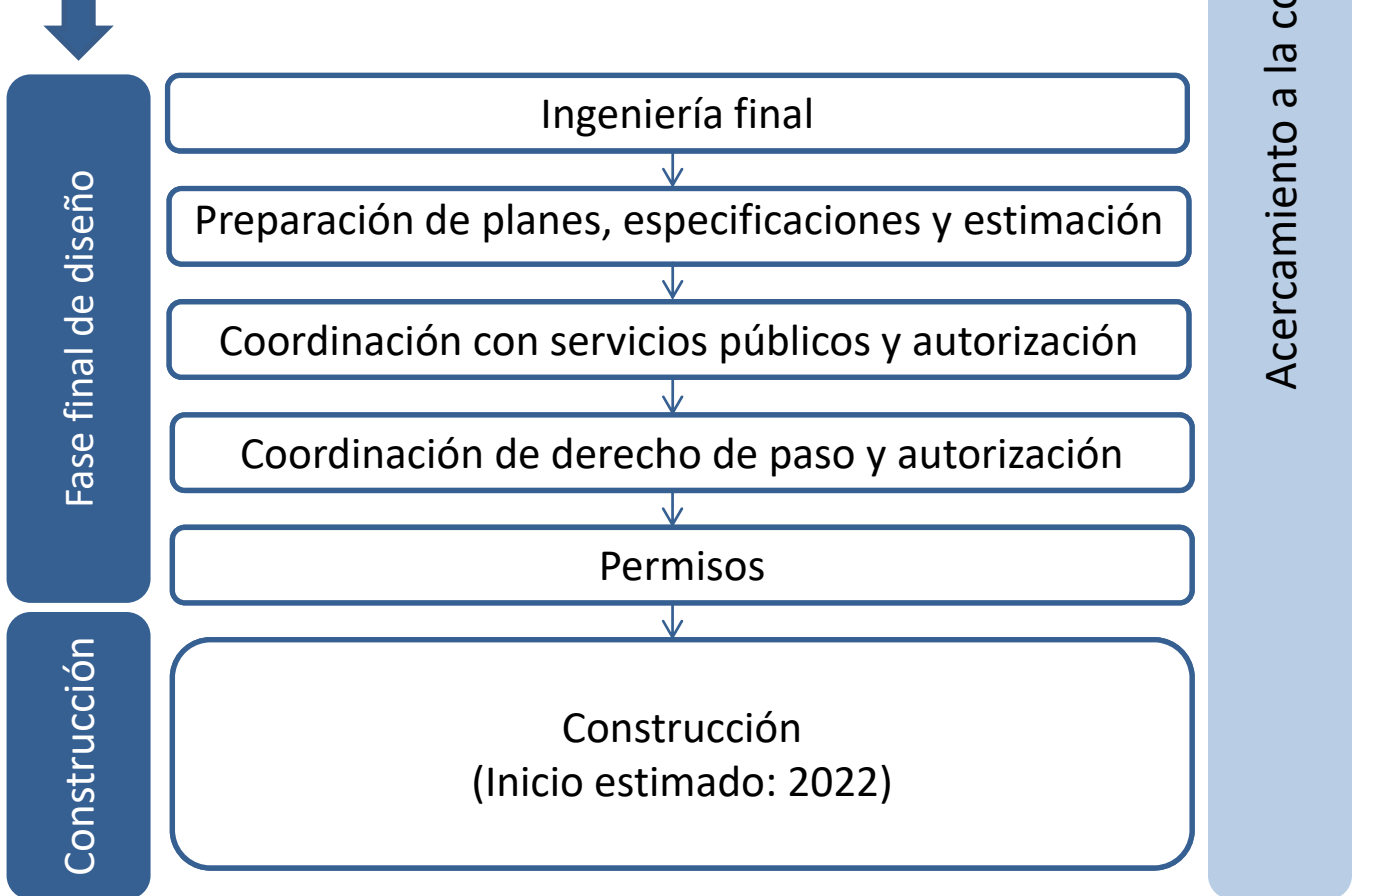 Fase final de diseño
Ingeniería final
Preparación de planes, especificaciones y estimación
Coordinación con servicios públicos y autorización
Coordinación de derecho de paso y autorización
Permisos
Construcción
Construcción
(Inicio estimado: 2022)
Acercamiento a la